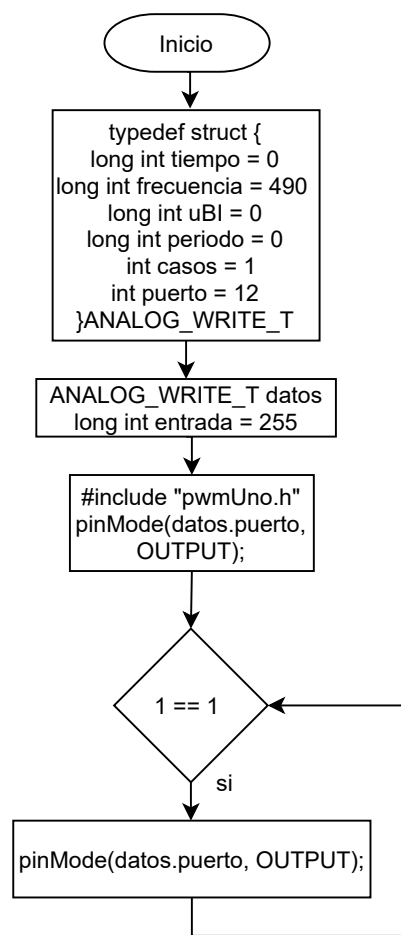 Inicio
typedef struct {
long int tiempo = 0
long int frecuencia = 490
long int uBI = 0
long int periodo = 0
int casos = 1
int puerto = 12
}ANALOG_WRITE_T
ANALOG_WRITE_T datos
long int entrada = 255
#include "pwmUno.h"
pinMode(datos.puerto,
OUTPUT);
1 == 1
si
pinMode(datos.puerto, OUTPUT);